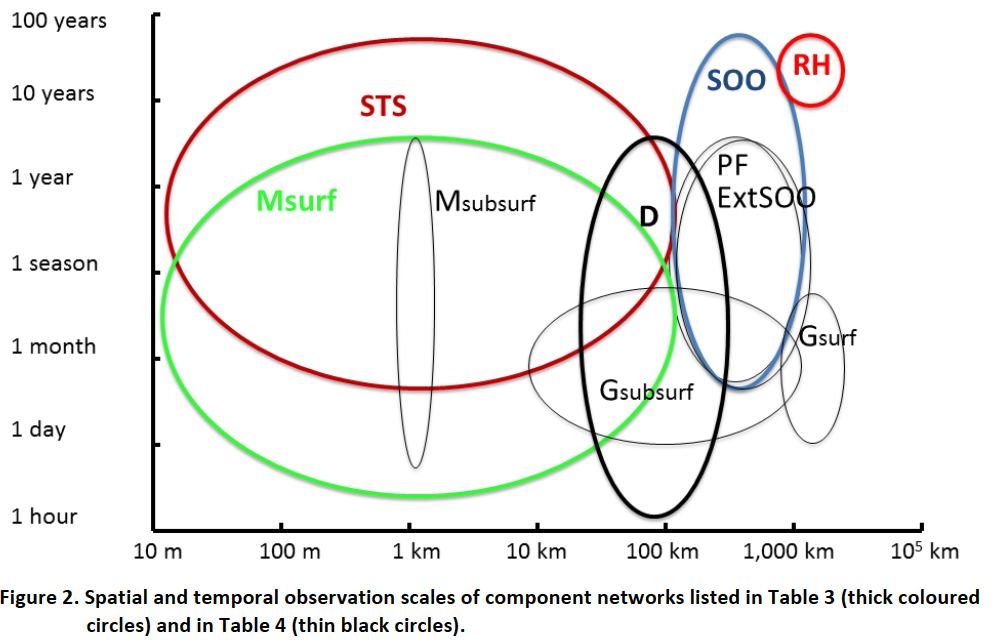 100 years
10 years
1 year
1 season
1 month
1 day
1 hour
STS
SOO
RH
Msurf
Msubsurf
PF
ExtSOO
D
Gsurf
Gsubsurf
10 m 100 m 1 km 10 km 100 km 1,000 km 10⁵ km
Figure 2. Spatial and temporal observation scales of component networks listed in Table 3 (thick coloured
circles) and in Table 4 (thin black circles).